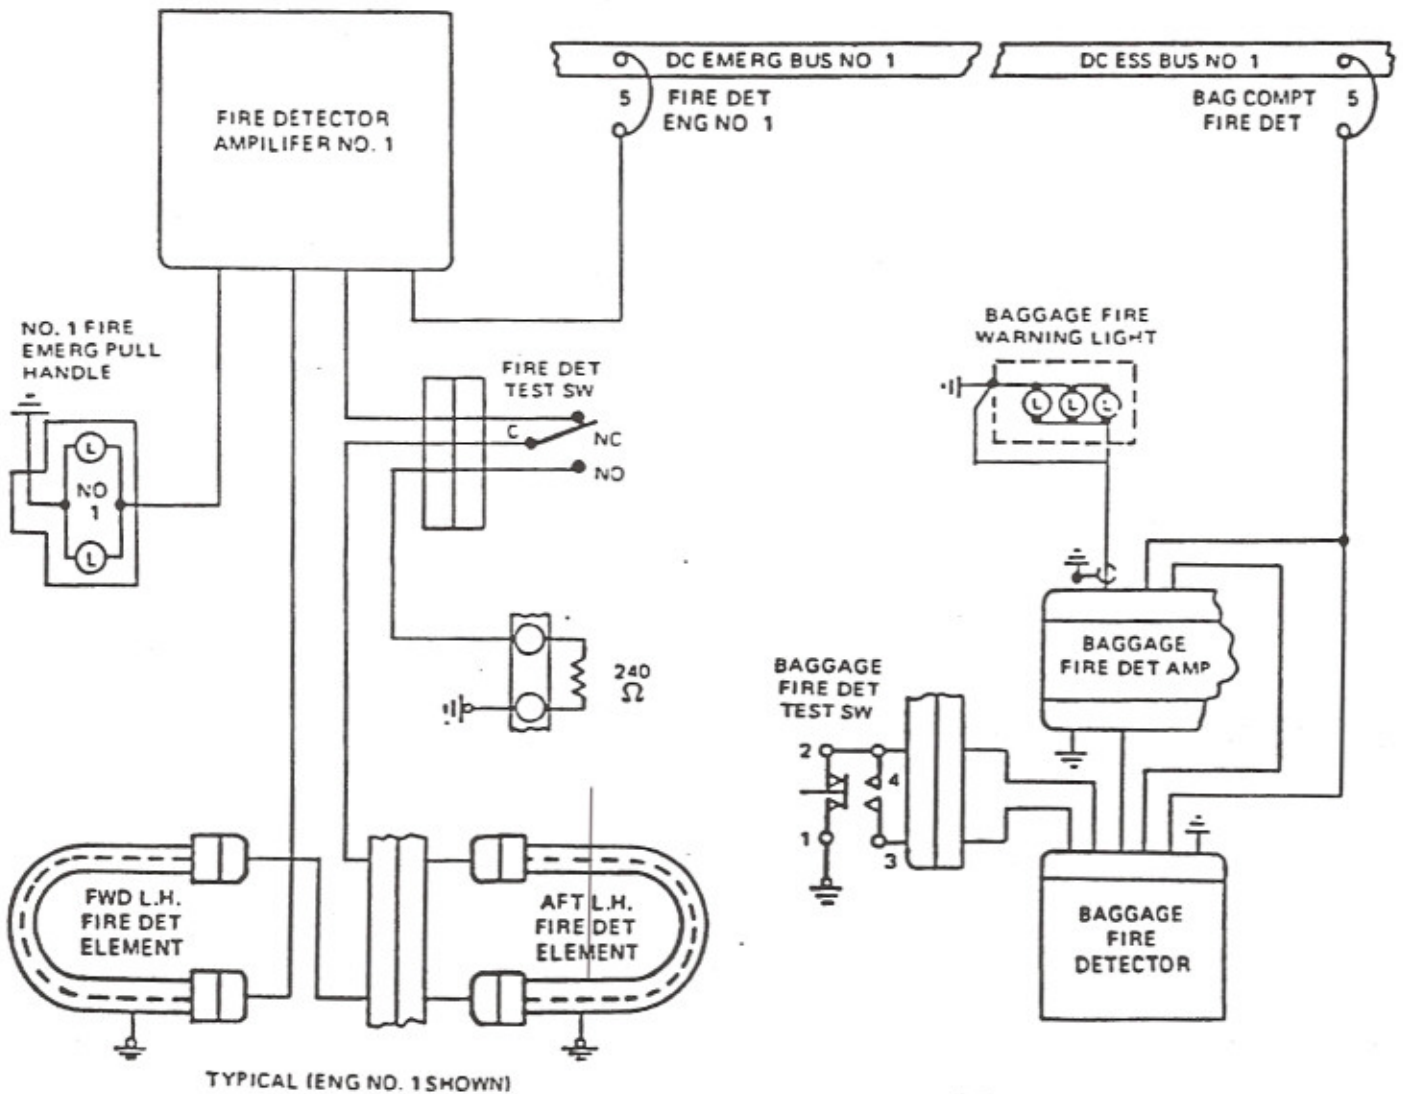 DC EMERG BUS NO 1
DC ESS BUS NO 1
5
FIRE DET
ENG NO 1
BAG COMPT
FIRE DET
5
FIRE DETECTOR
AMPILIFER NO. 1
NO. 1 FIRE
EMERG PULL
HANDLE
L
NO
1
L
FIRE DET
TEST SW
C
NC
NO
BAGGAGE FIRE
WARNING LIGHT
L
L
L
240
Ω
BAGGAGE
FIRE DET AMP
BAGGAGE
FIRE DET
TEST SW
2
4
1
3
FWD L.H.
FIRE DET
ELEMENT
AFT L.H.
FIRE DET
ELEMENT
BAGGAGE
FIRE
DETECTOR
TYPICAL (ENG NO. 1 SHOWN)